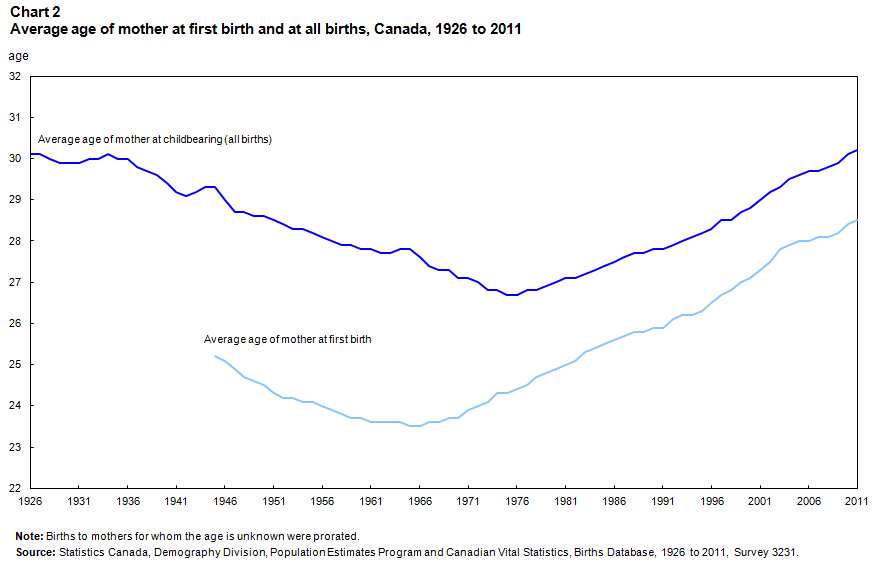 Chart 2
Average age of mother at first birth and at all births, Canada, 1926 to 2011
age
32
31
Average age of mother at childbearing (all births)
30
29
28
27
26
Average age of mother at first birth
25
24
23
22
1926 1931 1936 1941 1946 1951 1956 1961 1966 1971 1976 1981 1986 1991 1996 2001 2006 2011
Note: Births to mothers for whom the age is unknown were prorated.
Source: Statistics Canada, Demography Division, Population Estimates Program and Canadian Vital Statistics, Births Database, 1926 to 2011, Survey 3231.